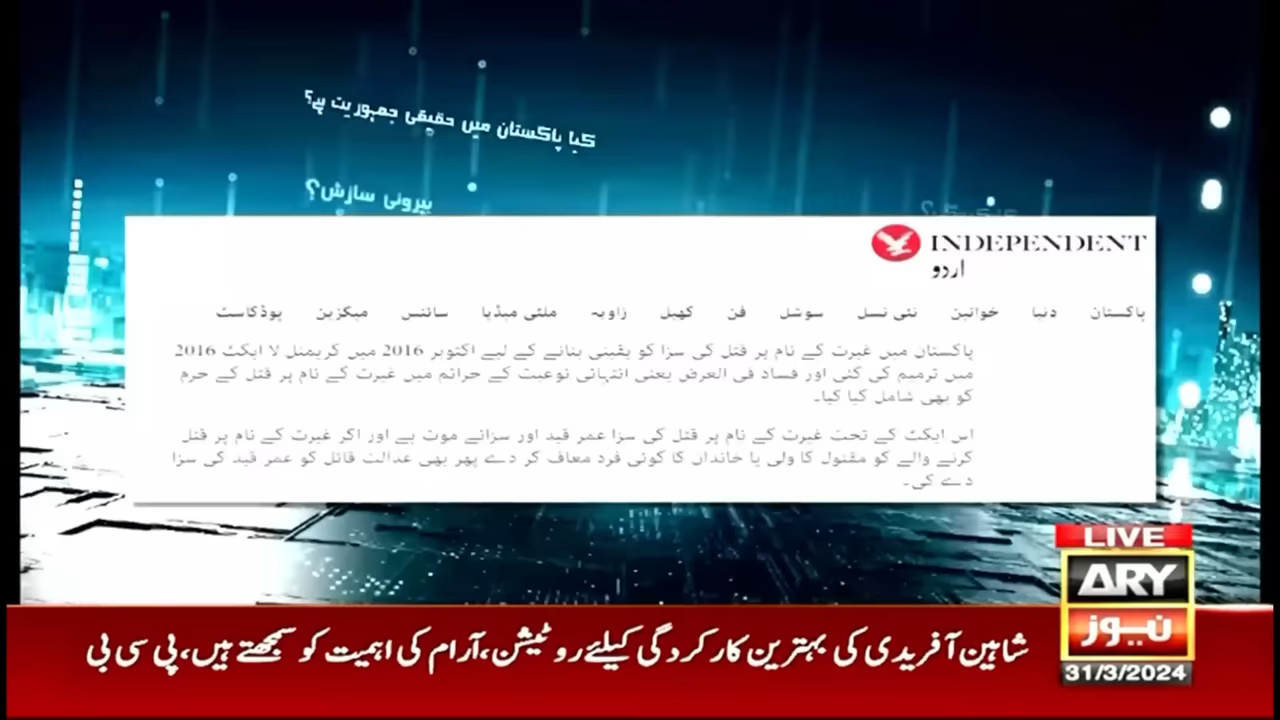 کیا پاکستان میں حقیقی جمہوریت ہے؟
بیرونی سازش؟
INDEPENDENT
اردو
پاکستان دنیا خواتین نئی نسل سوشل فن کھیل زاویہ ملٹی میڈیا سائنس میگزین پوڈکاسٹ
پاکستان میں غیرت کے نام پر قتل کی سزا کو یقینی بنانے کے لیے اکتوبر 2016 میں کریمنل لا ایکٹ 2016
میں ترمیم کی گئی اور فساد فی العرض یعنی انتہائی نوعیت کے جرائم میں غیرت کے نام پر قتل کے جرم
کو بھی شامل کیا گیا۔
اس ایکٹ کے تحت غیرت کے نام پر قتل کی سزا عمر قید اور سزائے موت ہے اور اگر غیرت کے نام پر قتل
کرنے والے کو مقتول کا ولی یا خاندان کا کوئی فرد معاف کر دے پھر بھی عدالت قاتل کو عمر قید کی سزا
دے گی۔
LIVE
ARY
نیوز
31/3/2024
شاہین آفریدی کی بہترین کارکردگی کیلئے روٹیشن، آرام کی اہمیت کو سمجھتے ہیں، پی سی بی